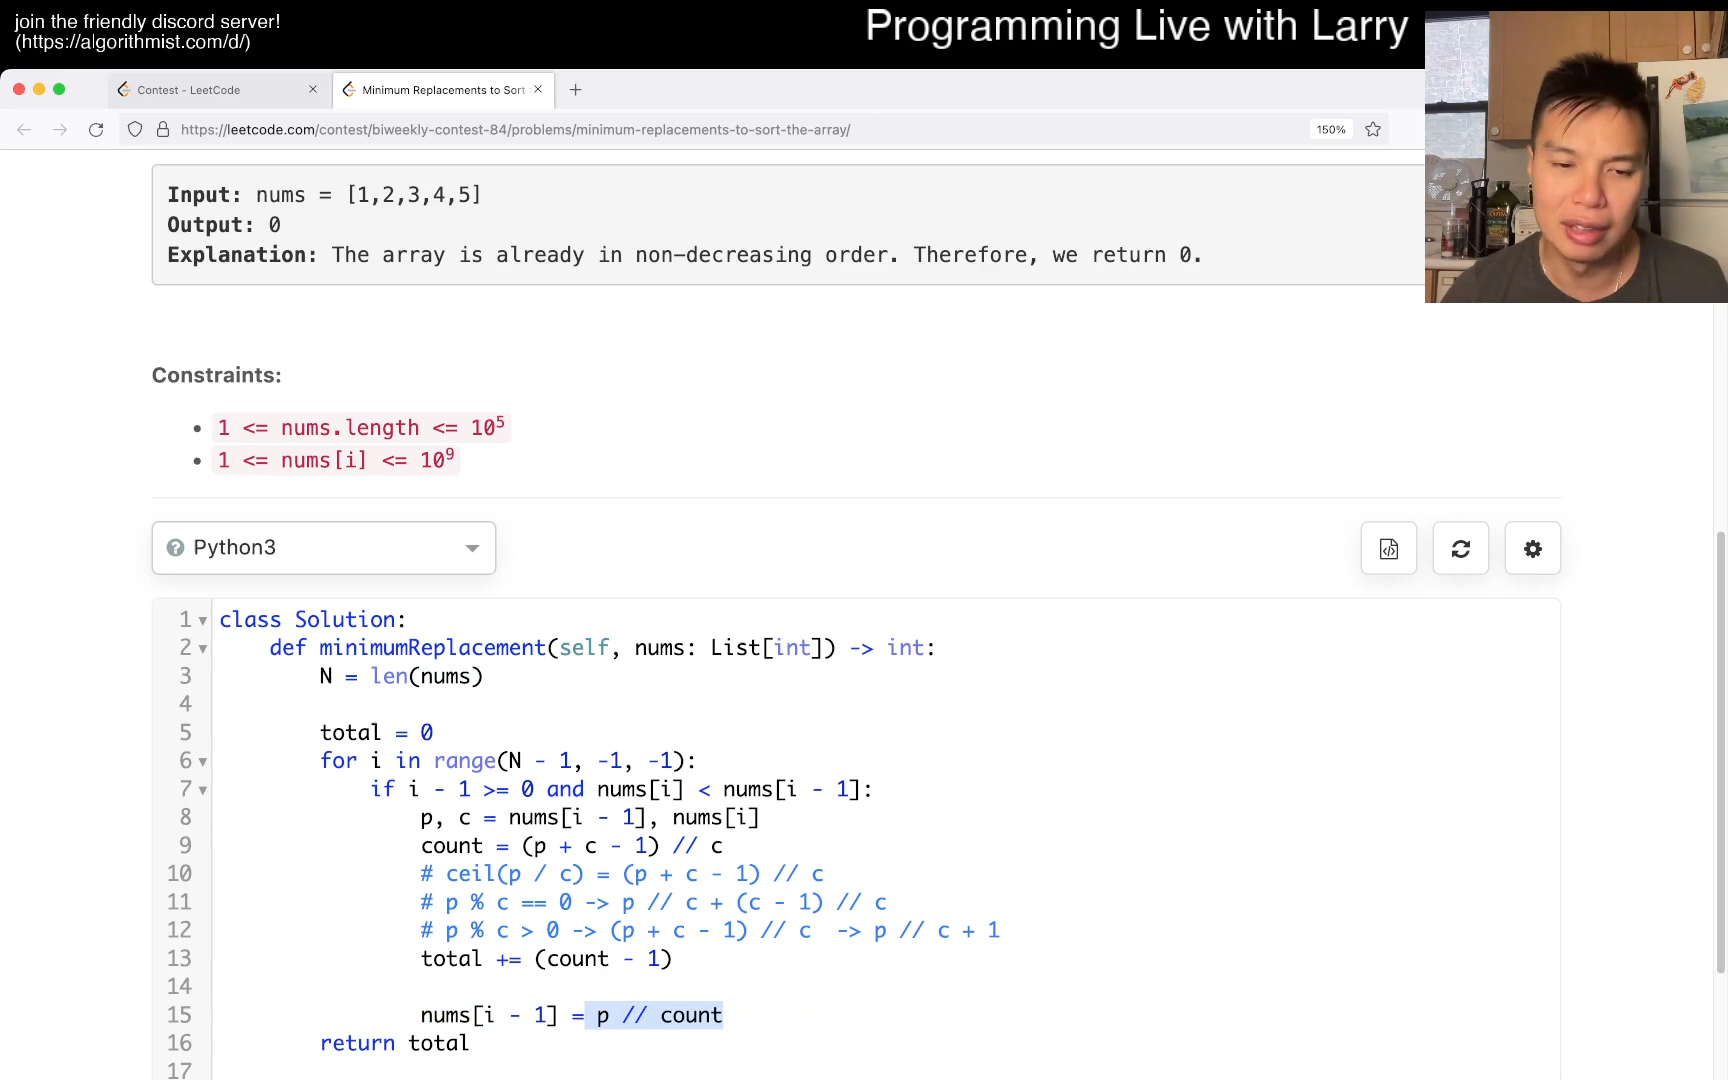 join the friendly discord server!
(https://algorithmist.com/d/)
Programming Live with Larry
Contest - LeetCode
Minimum Replacements to Sort
https://leetcode.com/contest/biweekly-contest-84/problems/minimum-replacements-to-sort-the-array/
150%
Input: nums = [1,2,3,4,5]
Output: 0
Explanation: The array is already in non-decreasing order. Therefore, we return 0.
Constraints:
• 1 <= nums.length <= 10⁵
• 1 <= nums[i] <= 10⁹
Python3
1 class Solution:
2     def minimumReplacement(self, nums: List[int]) -> int:
3         N = len(nums)
4
5         total = 0
6         for i in range(N - 1, -1, -1):
7             if i - 1 >= 0 and nums[i] < nums[i - 1]:
8                 p, c = nums[i - 1], nums[i]
9                 count = (p + c - 1) // c
10                 # ceil(p / c) = (p + c - 1) // c
11                 # p % c == 0 -> p // c + (c - 1) // c
12                 # p % c > 0 -> (p + c - 1) // c  -> p // c + 1
13                 total += (count - 1)
14
15                 nums[i - 1] = p // count
16         return total
17